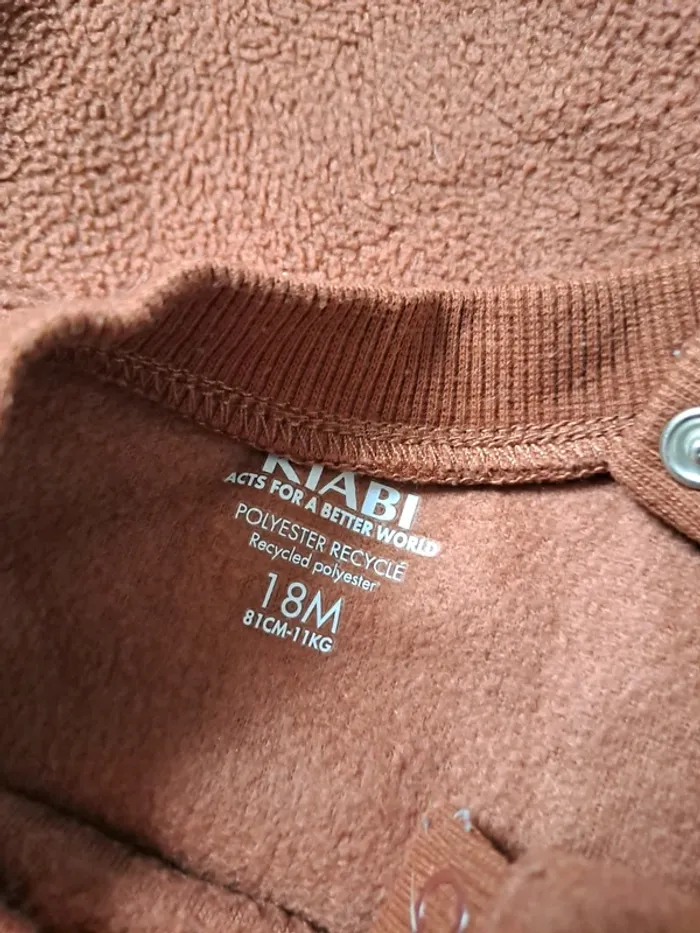 KIABI
ACTS FOR A BETTER WORLD
POLYESTER RECYCLÉ
Recycled polyester
18M
81CM-11KG